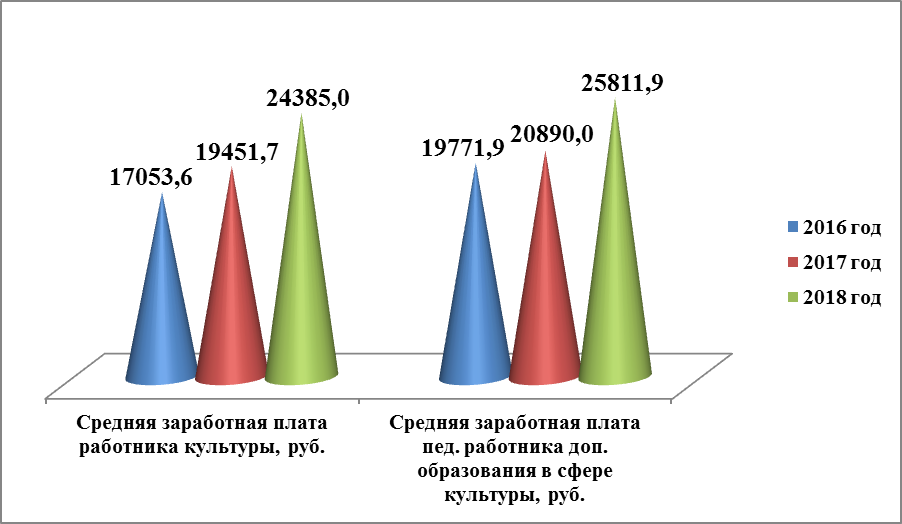 17053,6
19451,7
24385,0
19771,9
20890,0
25811,9
2016 год
2017 год
2018 год
Средняя заработная плата
работника культуры, руб.
Средняя заработная плата
пед. работника доп.
образования в сфере
культуры, руб.